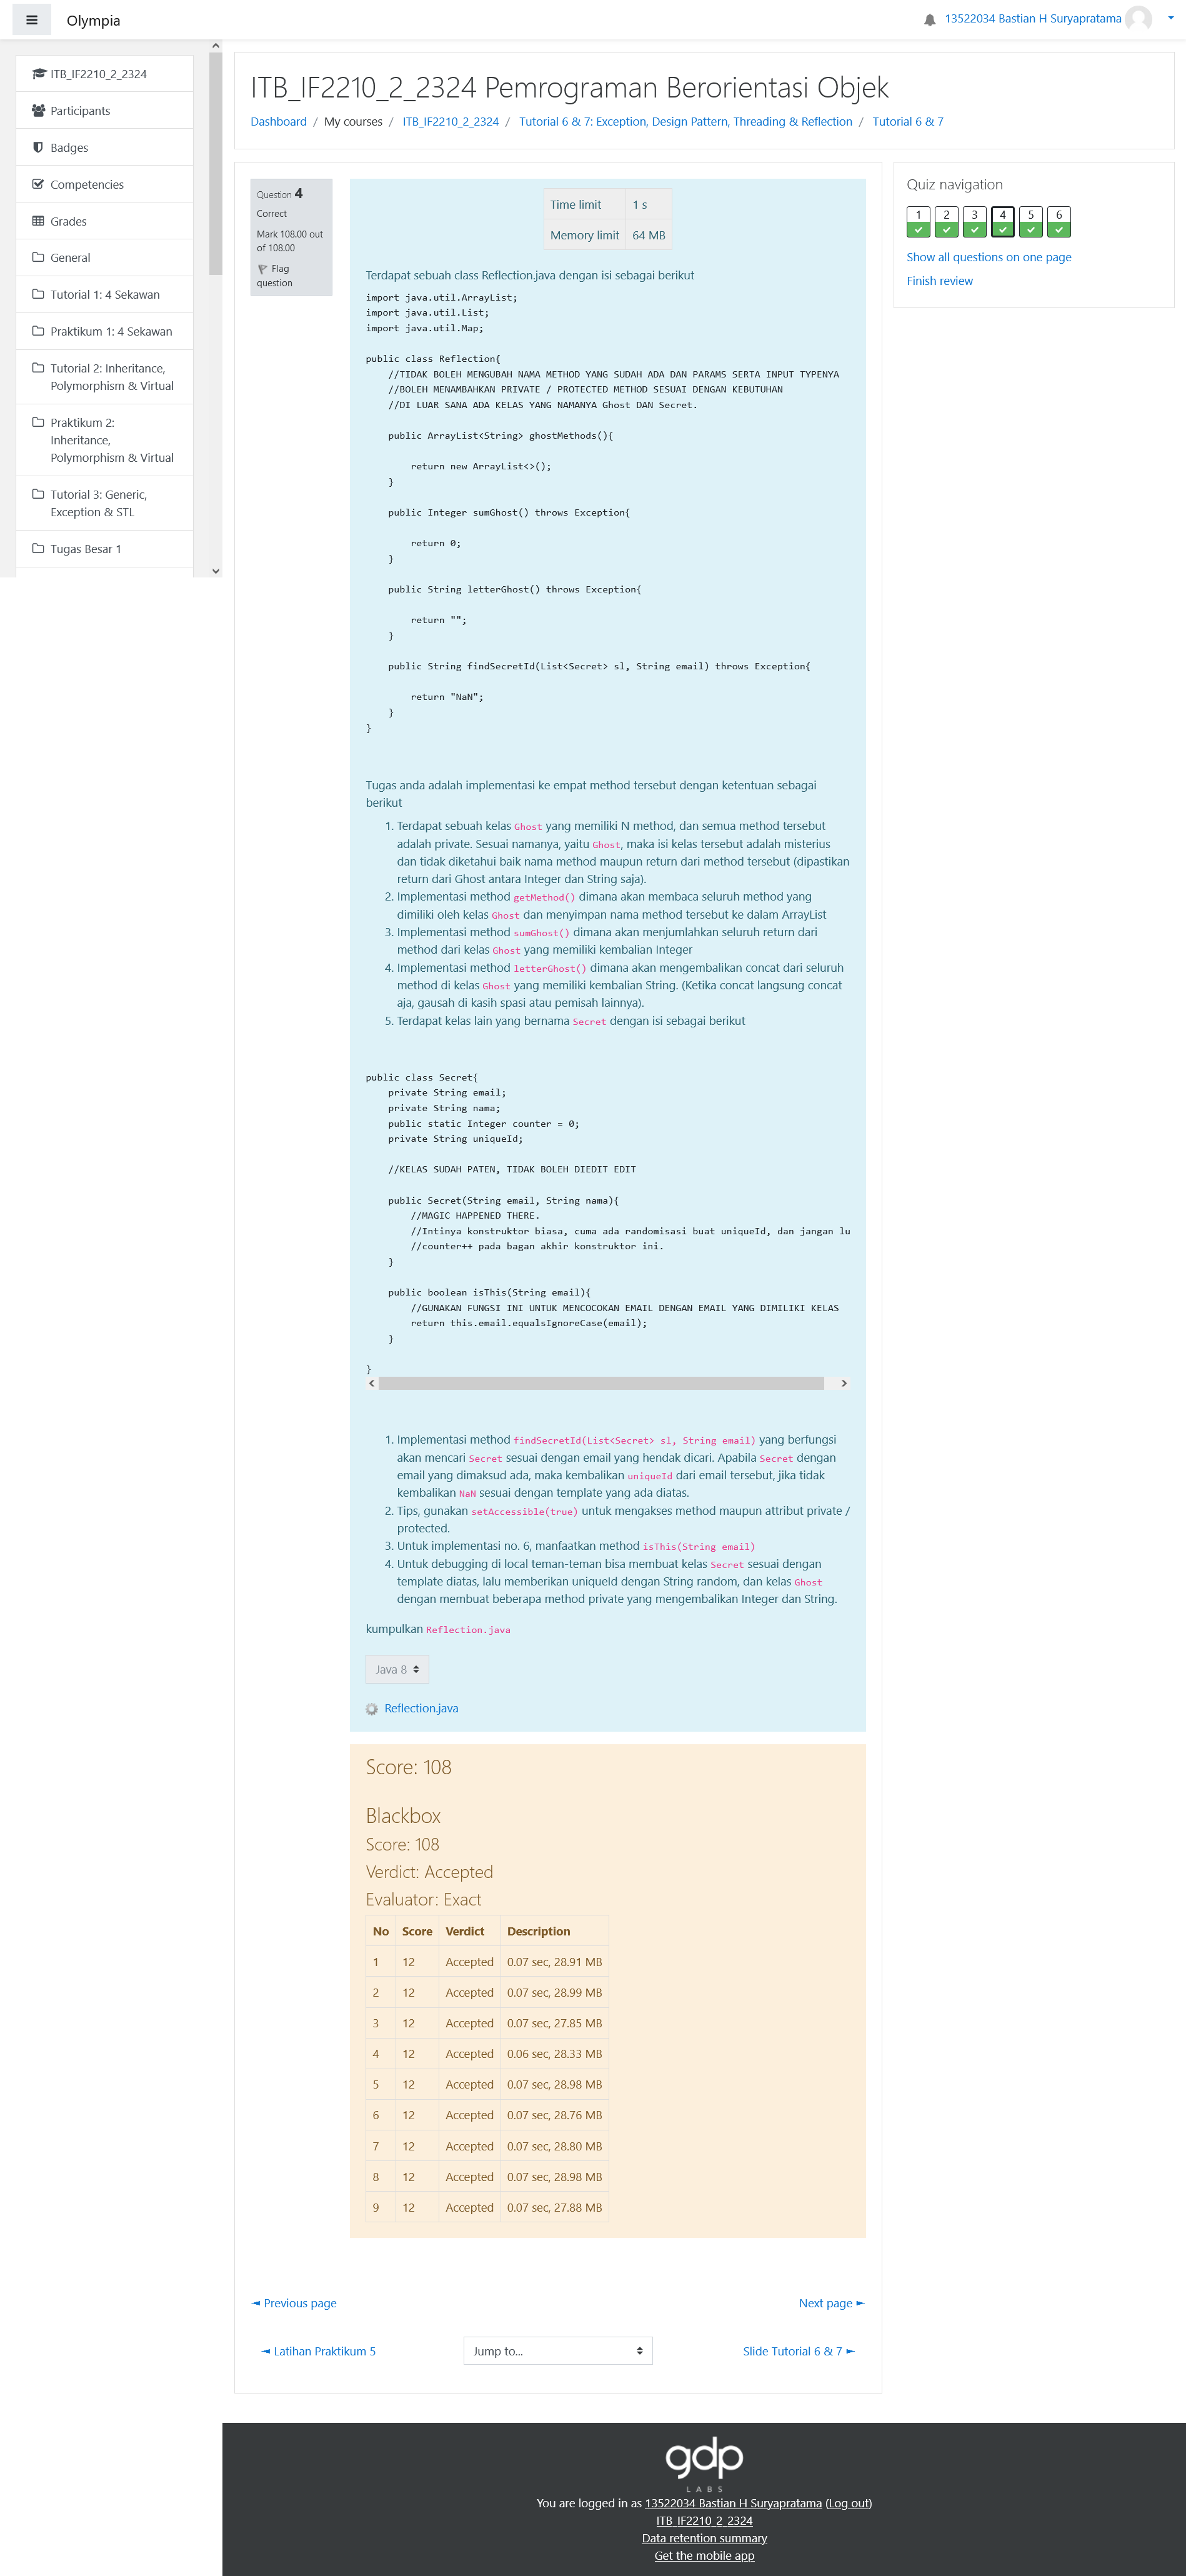 Olympia
13522034 Bastian H Suryapratama
ITB_IF2210_2_2324
Participants
Badges
Competencies
Grades
General
Tutorial 1: 4 Sekawan
Praktikum 1: 4 Sekawan
Tutorial 2: Inheritance,
Polymorphism & Virtual
Praktikum 2:
Inheritance,
Polymorphism & Virtual
Tutorial 3: Generic,
Exception & STL
Tugas Besar 1
ITB_IF2210_2_2324 Pemrograman Berorientasi Objek
Dashboard / My courses / ITB_IF2210_2_2324 / Tutorial 6 & 7: Exception, Design Pattern, Threading & Reflection / Tutorial 6 & 7
Question 4
Correct
Mark 108.00 out
of 108.00
Flag
question
Time limit 1 s
Memory limit 64 MB
Terdapat sebuah class Reflection.java dengan isi sebagai berikut
import java.util.ArrayList;
import java.util.List;
import java.util.Map;
public class Reflection{
//TIDAK BOLEH MENGUBAH NAMA METHOD YANG SUDAH ADA DAN PARAMS SERTA INPUT TYPENYA
//BOLEH MENAMBAHKAN PRIVATE / PROTECTED METHOD SESUAI DENGAN KEBUTUHAN
//DI LUAR SANA ADA KELAS YANG NAMANYA Ghost DAN Secret.
public ArrayList<String> ghostMethods(){
return new ArrayList<>();
}
public Integer sumGhost() throws Exception{
return 0;
}
public String letterGhost() throws Exception{
return "";
}
public String findSecretId(List<Secret> sl, String email) throws Exception{
return "NaN";
}
}
Tugas anda adalah implementasi ke empat method tersebut dengan ketentuan sebagai
berikut
1. Terdapat sebuah kelas Ghost yang memiliki N method, dan semua method tersebut
adalah private. Sesuai namanya, yaitu Ghost, maka isi kelas tersebut adalah misterius
dan tidak diketahui baik nama method maupun return dari method tersebut (dipastikan
return dari Ghost antara Integer dan String saja).
2. Implementasi method getMethod() dimana akan membaca seluruh method yang
dimiliki oleh kelas Ghost dan menyimpan nama method tersebut ke dalam ArrayList
3. Implementasi method sumGhost() dimana akan menjumlahkan seluruh return dari
method dari kelas Ghost yang memiliki kembalian Integer
4. Implementasi method letterGhost() dimana akan mengembalikan concat dari seluruh
method di kelas Ghost yang memiliki kembalian String. (Ketika concat langsung concat
aja, gausah di kasih spasi atau pemisah lainnya).
5. Terdapat kelas lain yang bernama Secret dengan isi sebagai berikut
public class Secret{
private String email;
private String nama;
public static Integer counter = 0;
private String uniqueId;
//KELAS SUDAH PATEN, TIDAK BOLEH DIEDIT EDIT
public Secret(String email, String nama){
//MAGIC HAPPENED THERE.
//Intinya konstruktor biasa, cuma ada randomisasi buat uniqueId, dan jangan lu
//counter++ pada bagan akhir konstruktor ini.
}
public boolean isThis(String email){
//GUNAKAN FUNGSI INI UNTUK MENCOCOKAN EMAIL DENGAN EMAIL YANG DIMILIKI KELAS
return this.email.equalsIgnoreCase(email);
}
}
1. Implementasi method findSecretId(List<Secret> sl, String email) yang berfungsi
akan mencari Secret sesuai dengan email yang hendak dicari. Apabila Secret dengan
email yang dimaksud ada, maka kembalikan uniqueId dari email tersebut, jika tidak
kembalikan NaN sesuai dengan template yang ada diatas.
2. Tips, gunakan setAccessible(true) untuk mengakses method maupun attribut private /
protected.
3. Untuk implementasi no. 6, manfaatkan method isThis(String email)
4. Untuk debugging di local teman-teman bisa membuat kelas Secret sesuai dengan
template diatas, lalu memberikan uniqueId dengan String random, dan kelas Ghost
dengan membuat beberapa method private yang mengembalikan Integer dan String.
kumpulkan Reflection.java
Java 8
Reflection.java
Score: 108
Blackbox
Score: 108
Verdict: Accepted
Evaluator: Exact
No Score Verdict Description
1 12 Accepted 0.07 sec, 28.91 MB
2 12 Accepted 0.07 sec, 28.99 MB
3 12 Accepted 0.07 sec, 27.85 MB
4 12 Accepted 0.06 sec, 28.33 MB
5 12 Accepted 0.07 sec, 28.98 MB
6 12 Accepted 0.07 sec, 28.76 MB
7 12 Accepted 0.07 sec, 28.80 MB
8 12 Accepted 0.07 sec, 28.98 MB
9 12 Accepted 0.07 sec, 27.88 MB
◄ Previous page
Next page ►
◄ Latihan Praktikum 5
Jump to...
Slide Tutorial 6 & 7 ►
Quiz navigation
1 2 3 4 5 6
Show all questions on one page
Finish review
gdp
LABS
You are logged in as 13522034 Bastian H Suryapratama (Log out)
ITB_IF2210_2_2324
Data retention summary
Get the mobile app